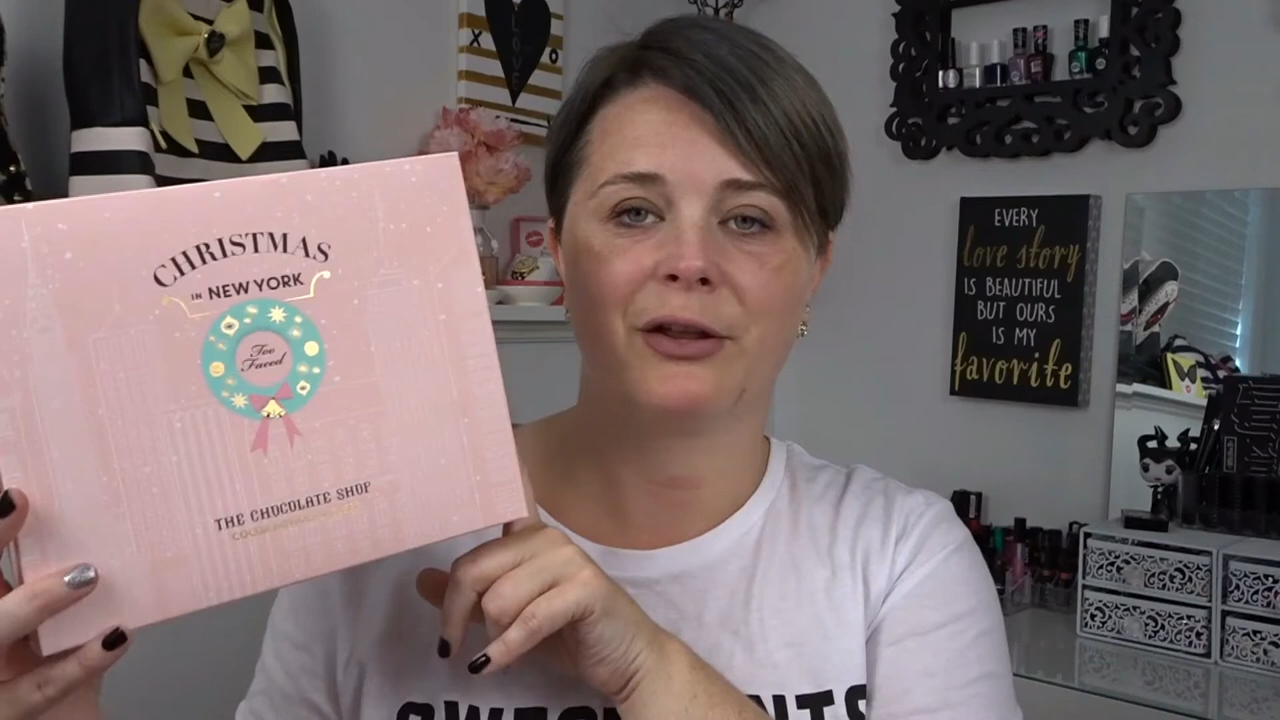 CHRISTMAS
IN NEW YORK
Too
Faced
THE CHOCOLATE SHOP
X
LOVE
O
EVERY
love story
IS BEAUTIFUL
BUT OURS
IS MY
favorite